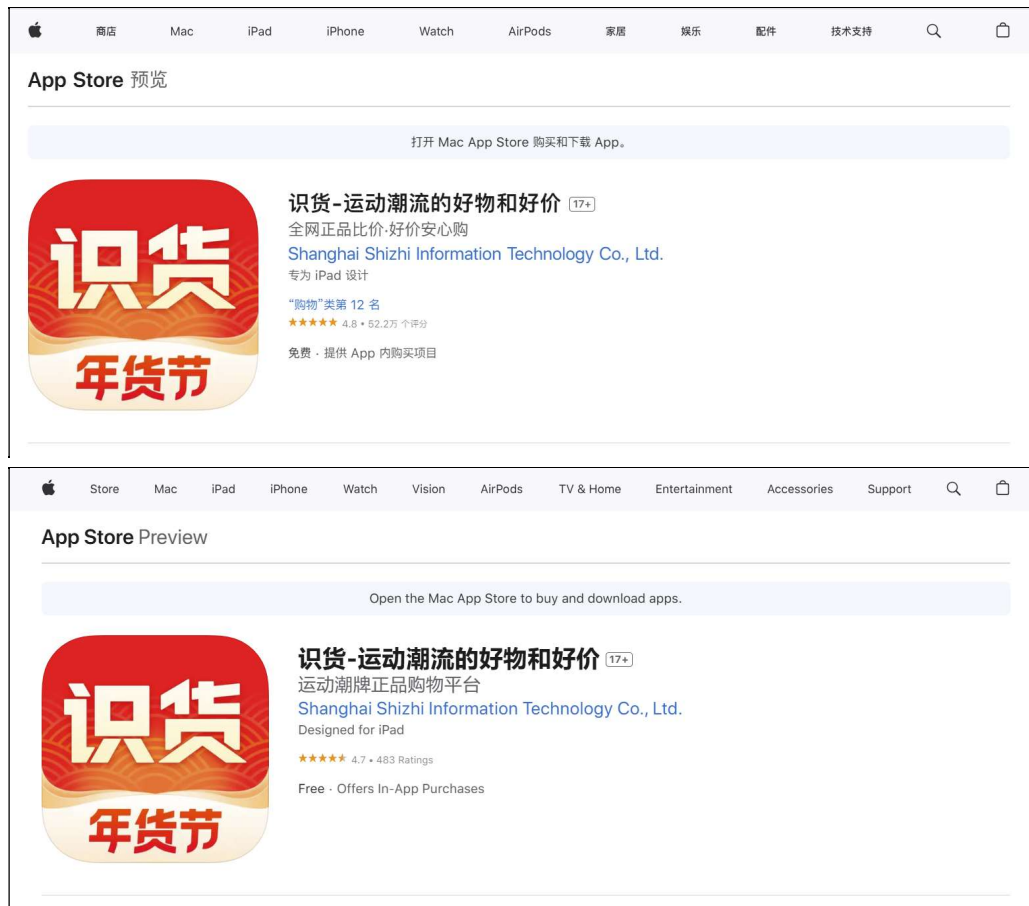 商店 Mac iPad iPhone Watch AirPods 家居 娱乐 配件 技术支持
App Store 预览
打开 Mac App Store 购买和下载 App。
识货
年货节
识货-运动潮流的好物和好价 17+
全网正品比价·好价安心购
Shanghai Shizhi Information Technology Co., Ltd.
专为 iPad 设计
“购物”类第 12 名
★★★★★ 4.8 • 52.2万 个评分
免费 · 提供 App 内购买项目
Store Mac iPad iPhone Watch Vision AirPods TV & Home Entertainment Accessories Support
App Store Preview
Open the Mac App Store to buy and download apps.
识货
年货节
识货-运动潮流的好物和好价 17+
运动潮牌正品购物平台
Shanghai Shizhi Information Technology Co., Ltd.
Designed for iPad
4.7 • 483 Ratings
Free · Offers In-App Purchases